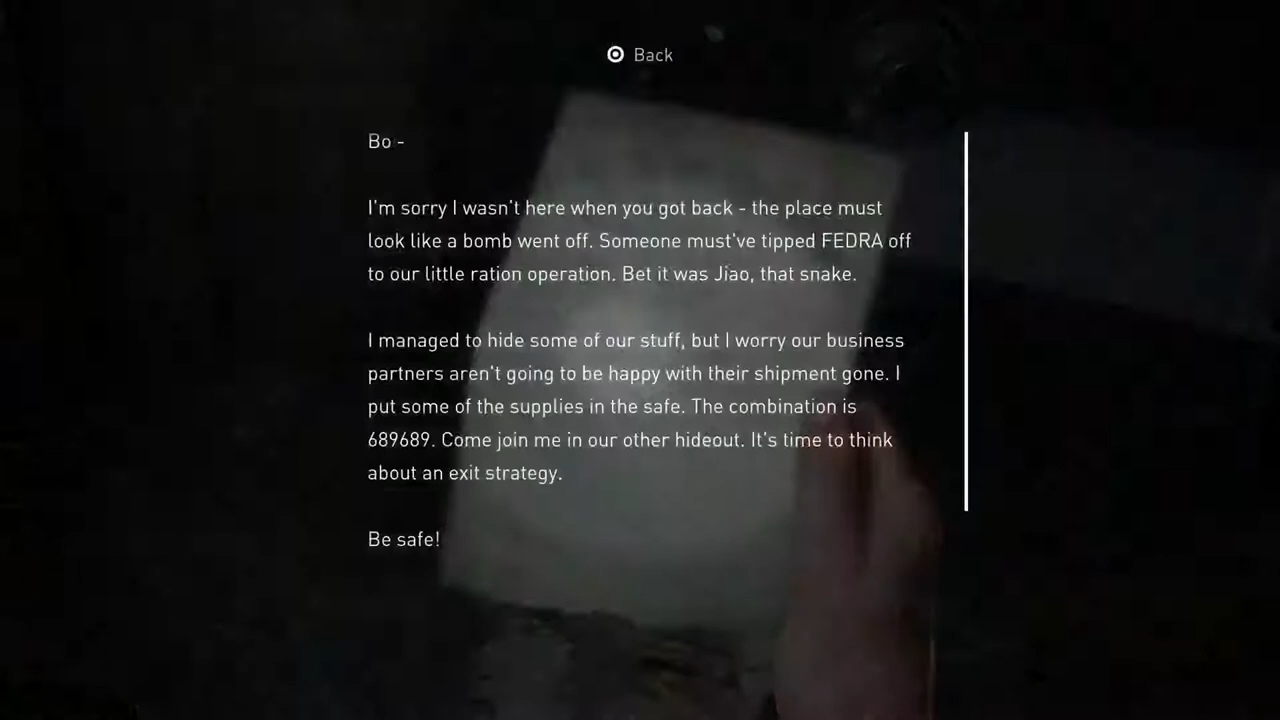 Back
Bo -
I'm sorry I wasn't here when you got back - the place must
look like a bomb went off. Someone must've tipped FEDRA off
to our little ration operation. Bet it was Jiao, that snake.
I managed to hide some of our stuff, but I worry our business
partners aren't going to be happy with their shipment gone. I
put some of the supplies in the safe. The combination is
689689. Come join me in our other hideout. It's time to think
about an exit strategy.
Be safe!